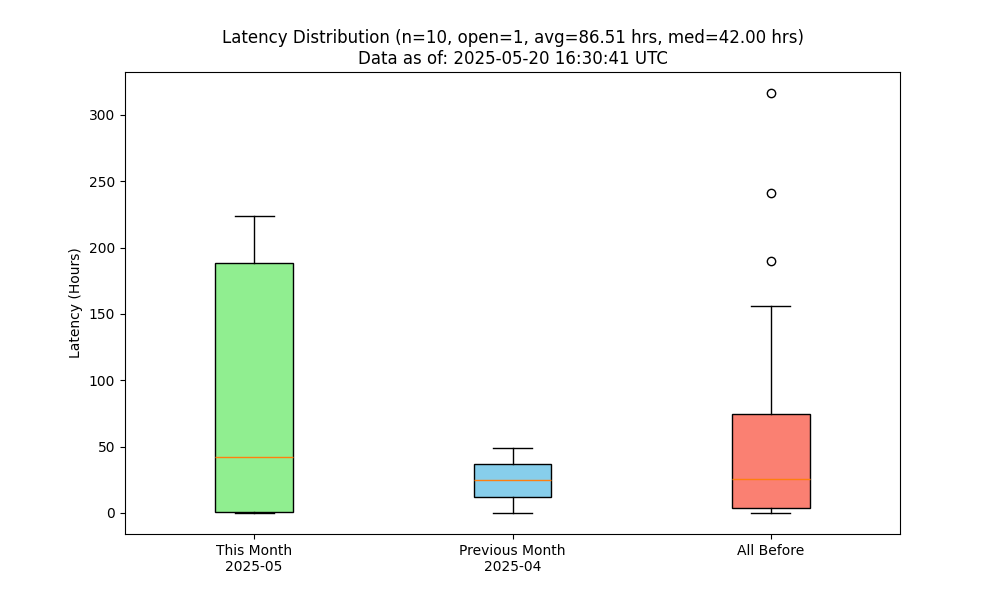 Latency Distribution (n=10, open=1, avg=86.51 hrs, med=42.00 hrs)
Data as of: 2025-05-20 16:30:41 UTC
Latency (Hours)
300
250
200
150
100
50
0
This Month
2025-05
Previous Month
2025-04
All Before